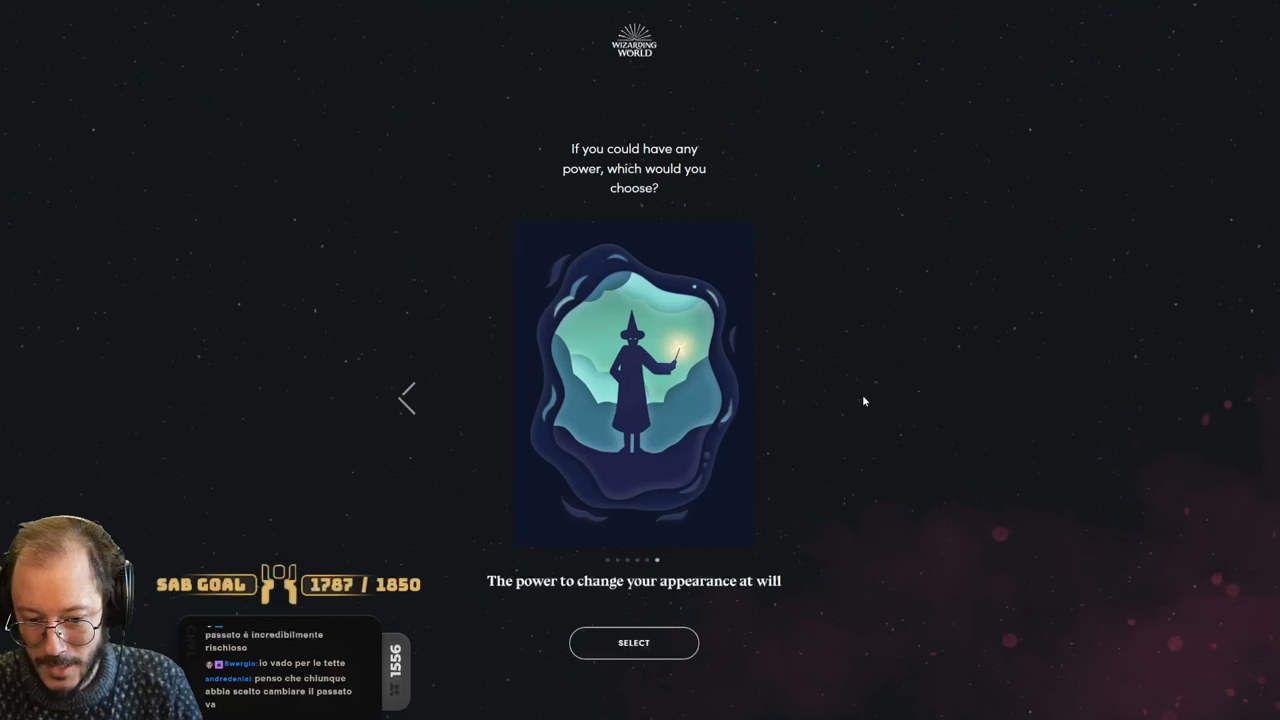 WIZARDING
WORLD
If you could have any
power, which would you
choose?
The power to change your appearance at will
SELECT
SAB GOAL 1787 / 1850
passato è incredibilmente
rischioso
Swergio: io vado per le tette
andredenisi: penso che chiunque
abbia scelto cambiare il passato
va
1556